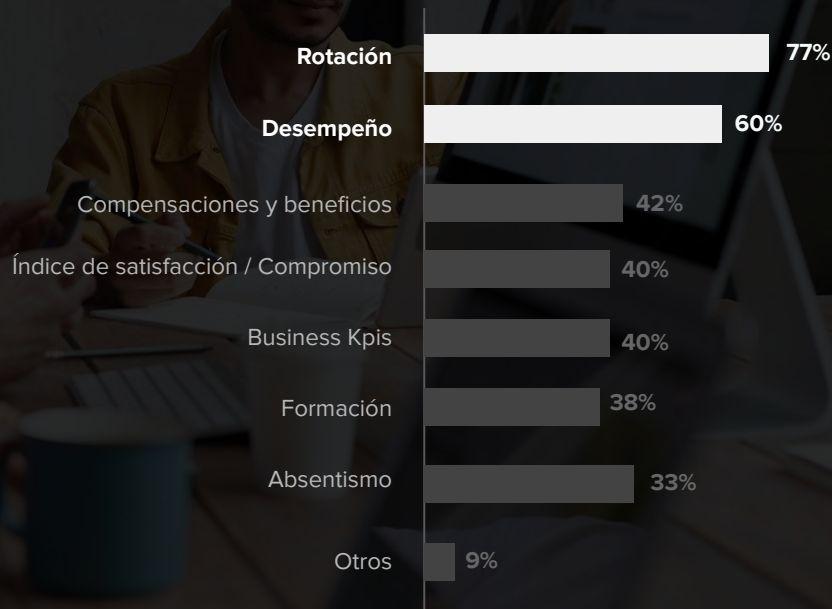 Rotación 77%
Desempeño 60%
Compensaciones y beneficios 42%
Índice de satisfacción / Compromiso 40%
Business Kpis 40%
Formación 38%
Absentismo 33%
Otros 9%